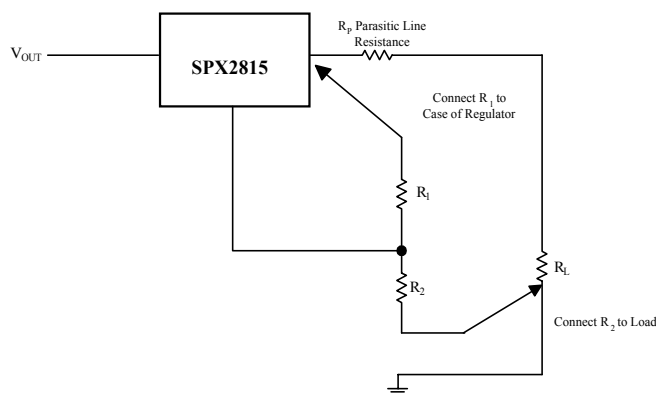 R_P Parasitic Line
Resistance
V_OUT
SPX2815
Connect R_1 to
Case of Regulator
R_1
R_L
R_2
Connect R_2 to Load